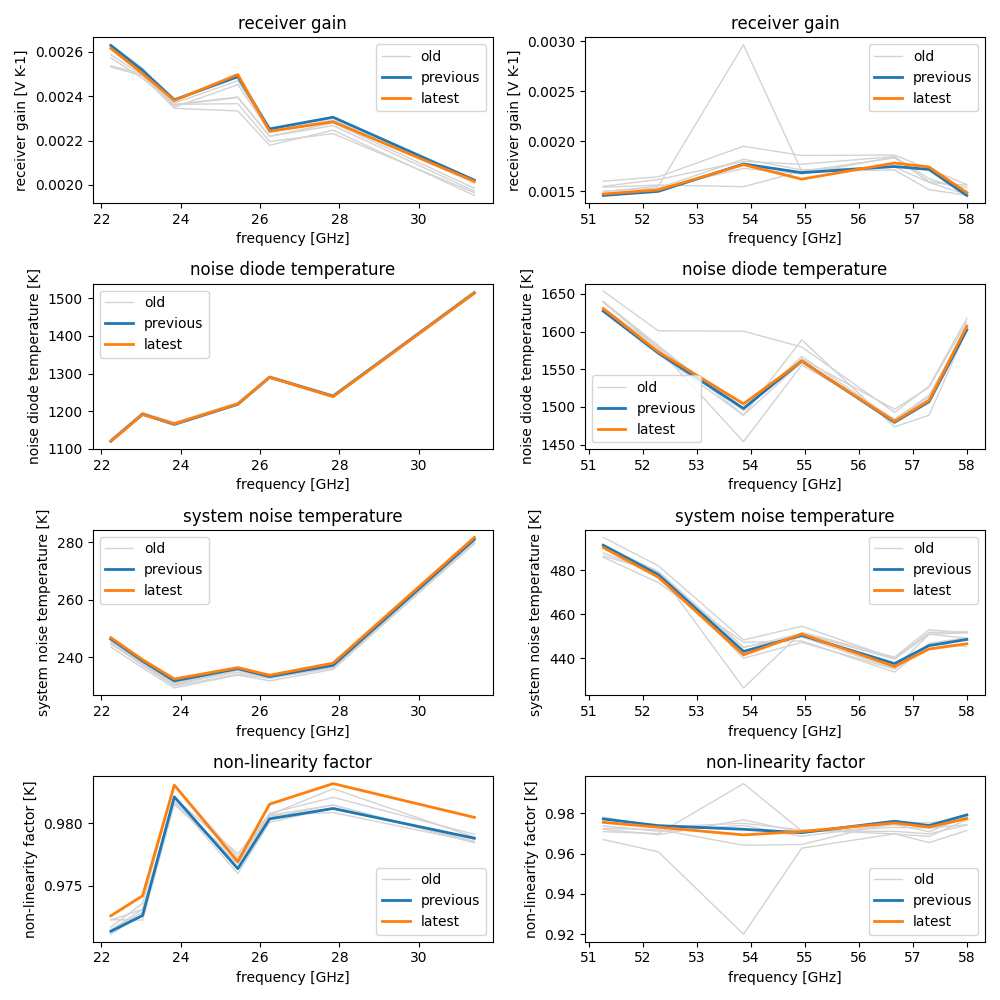 receiver gain
receiver gain [V K-1]
0.0026
0.0024
0.0022
0.0020
old
previous
latest
22 24 26 28 30
frequency [GHz]
receiver gain
receiver gain [V K-1]
0.0030
0.0025
0.0020
0.0015
old
previous
latest
51 52 53 54 55 56 57 58
frequency [GHz]
noise diode temperature
noise diode temperature [K]
1500
1400
1300
1200
1100
old
previous
latest
22 24 26 28 30
frequency [GHz]
noise diode temperature
noise diode temperature [K]
1650
1600
1550
1500
1450
old
previous
latest
51 52 53 54 55 56 57 58
frequency [GHz]
system noise temperature
system noise temperature [K]
280
260
240
old
previous
latest
22 24 26 28 30
frequency [GHz]
system noise temperature
system noise temperature [K]
480
460
440
old
previous
latest
51 52 53 54 55 56 57 58
frequency [GHz]
non-linearity factor
non-linearity factor [K]
0.980
0.975
old
previous
latest
22 24 26 28 30
frequency [GHz]
non-linearity factor
non-linearity factor [K]
0.98
0.96
0.94
0.92
old
previous
latest
51 52 53 54 55 56 57 58
frequency [GHz]